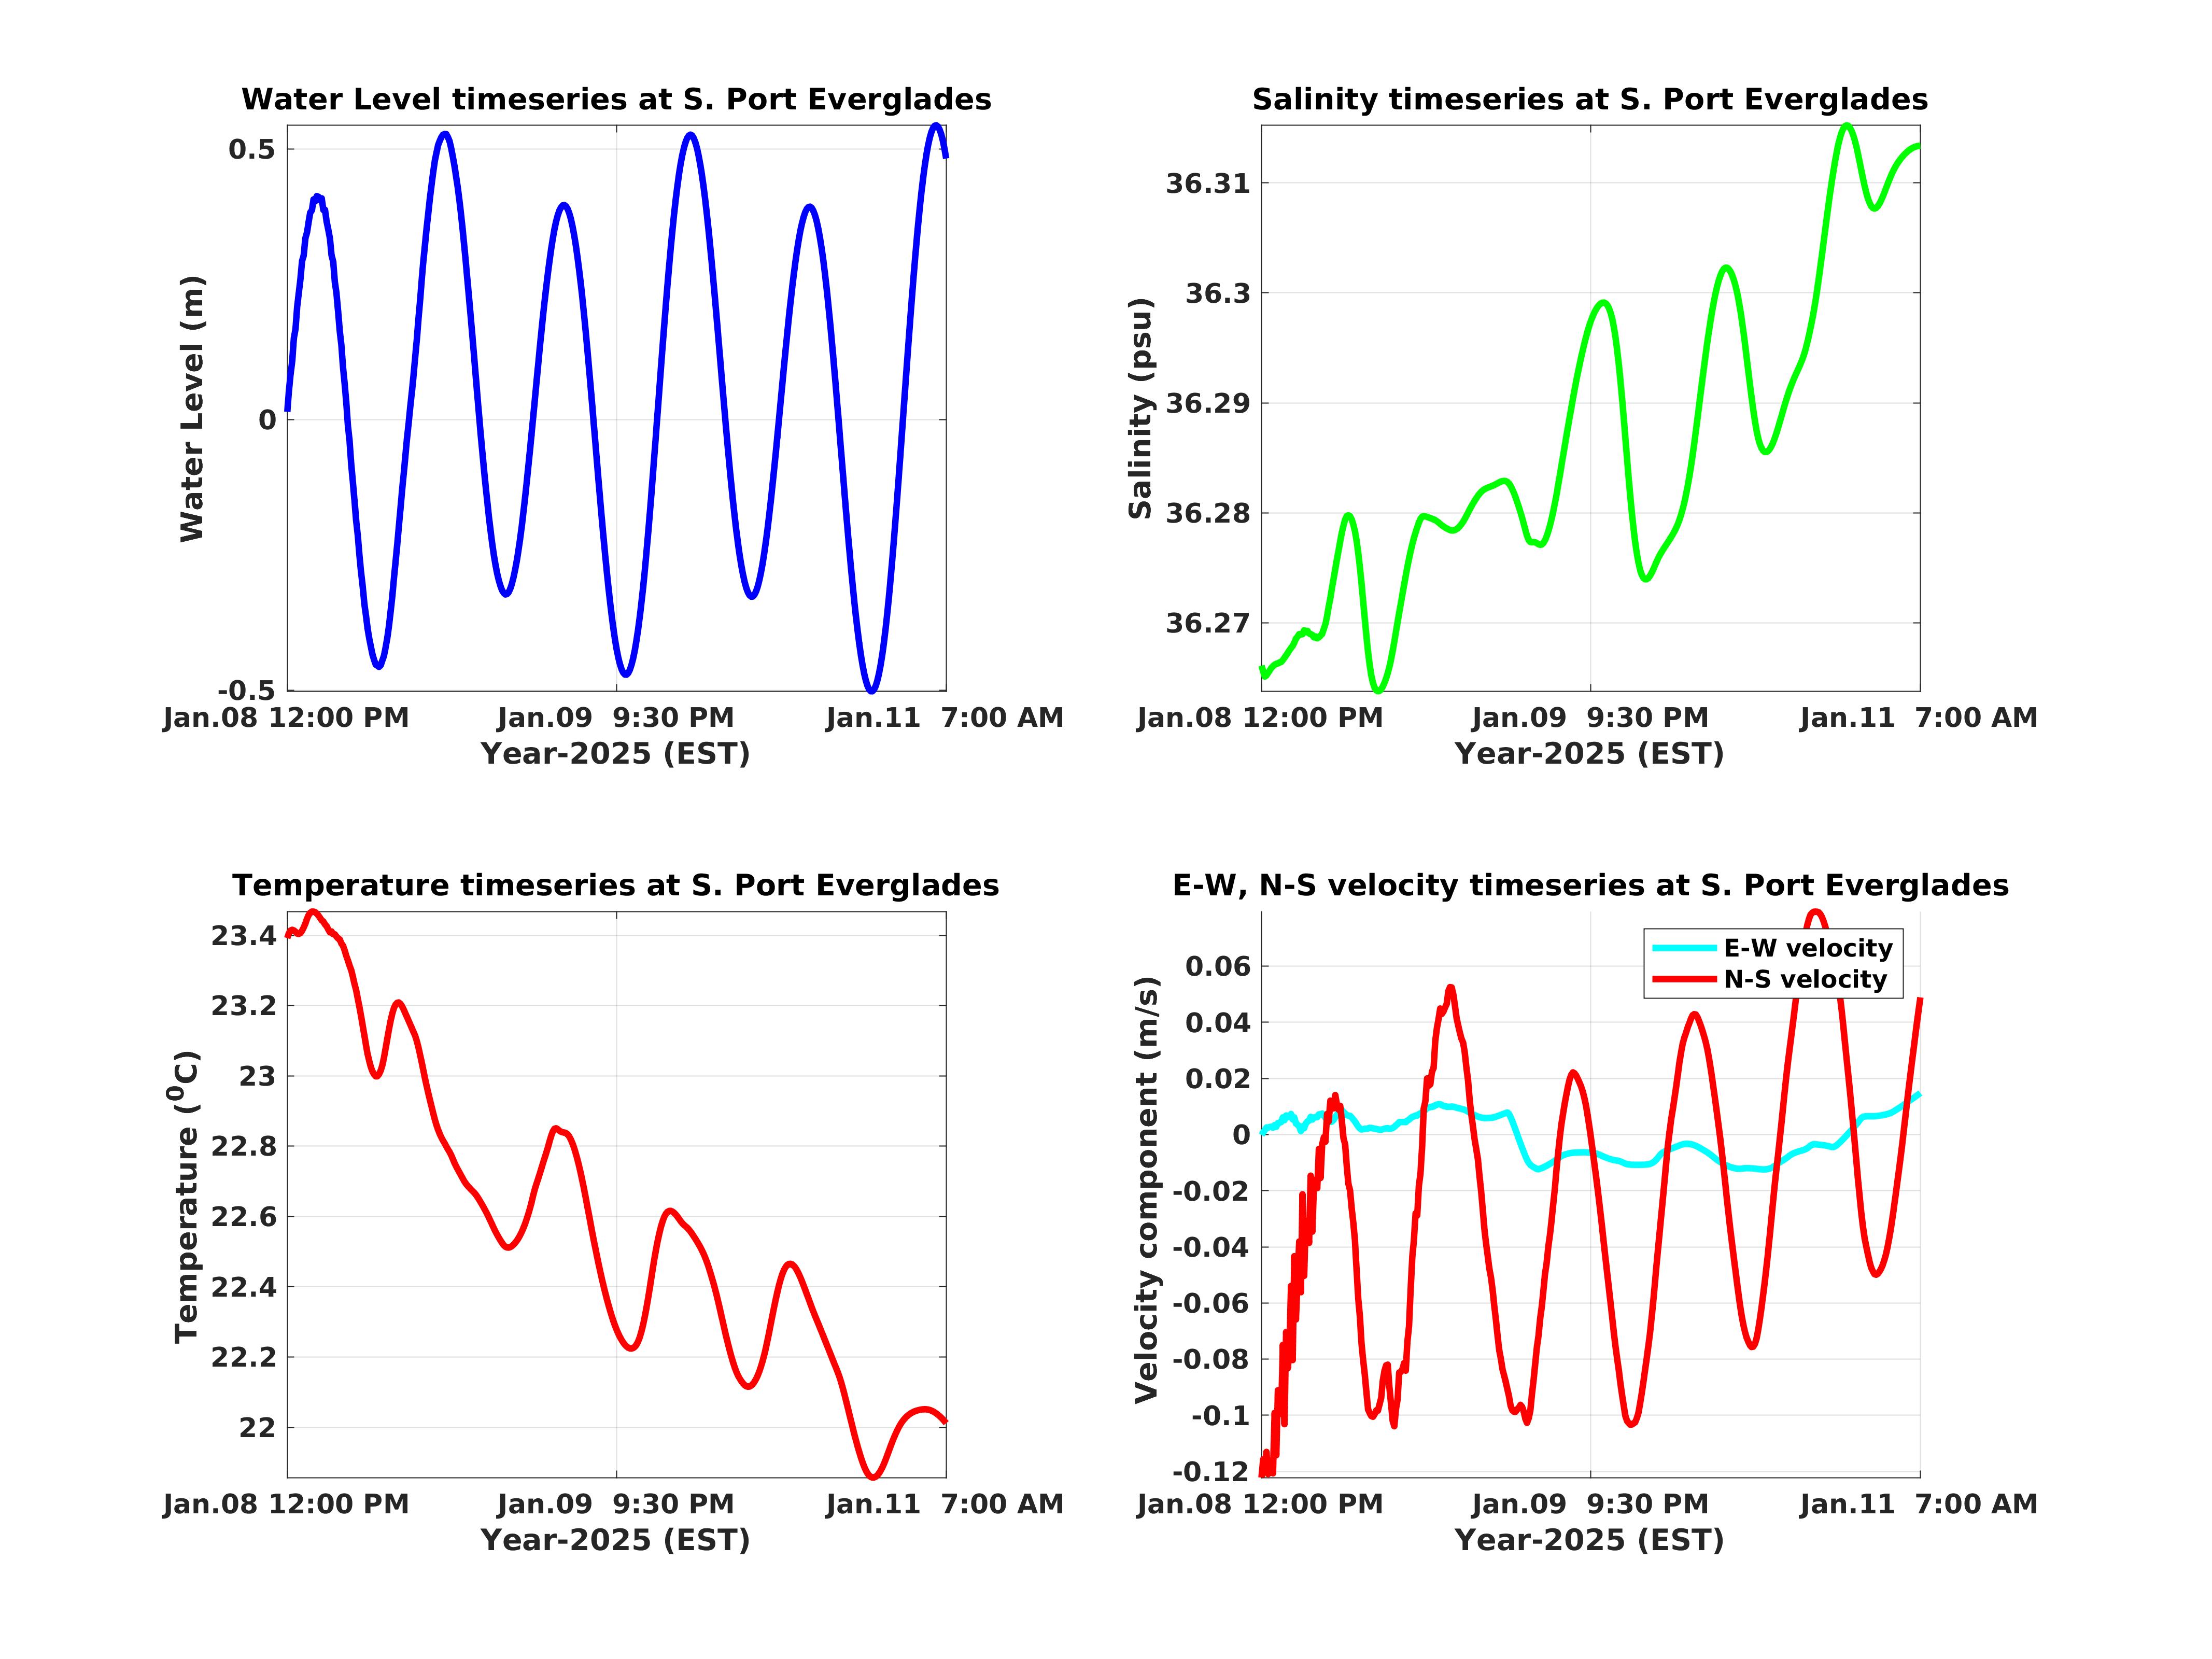 Water Level timeseries at S. Port Everglades
0.5
0
-0.5
Water Level (m)
Jan.08 12:00 PM Jan.09 9:30 PM Jan.11 7:00 AM
Year-2025 (EST)
Salinity timeseries at S. Port Everglades
36.31
36.3
36.29
36.28
36.27
Salinity (psu)
Jan.08 12:00 PM Jan.09 9:30 PM Jan.11 7:00 AM
Year-2025 (EST)
Temperature timeseries at S. Port Everglades
23.4
23.2
23
22.8
22.6
22.4
22.2
22
Temperature (⁰C)
Jan.08 12:00 PM Jan.09 9:30 PM Jan.11 7:00 AM
Year-2025 (EST)
E-W, N-S velocity timeseries at S. Port Everglades
E-W velocity
N-S velocity
0.06
0.04
0.02
0
-0.02
-0.04
-0.06
-0.08
-0.1
-0.12
Velocity component (m/s)
Jan.08 12:00 PM Jan.09 9:30 PM Jan.11 7:00 AM
Year-2025 (EST)